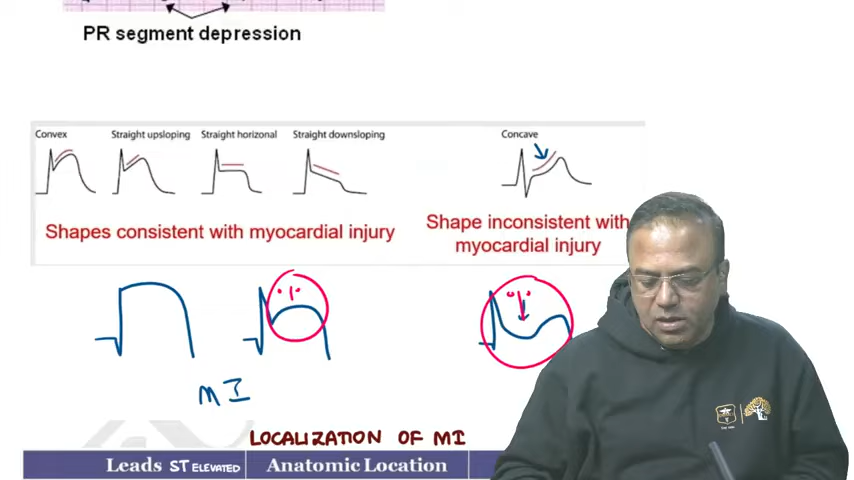 PR segment depression
Convex
Straight upsloping
Straight horizonal
Straight downsloping
Concave
Shapes consistent with myocardial injury
Shape inconsistent with
myocardial injury
MI
LOCALIZATION OF MI
Leads ST ELEVATED
Anatomic Location